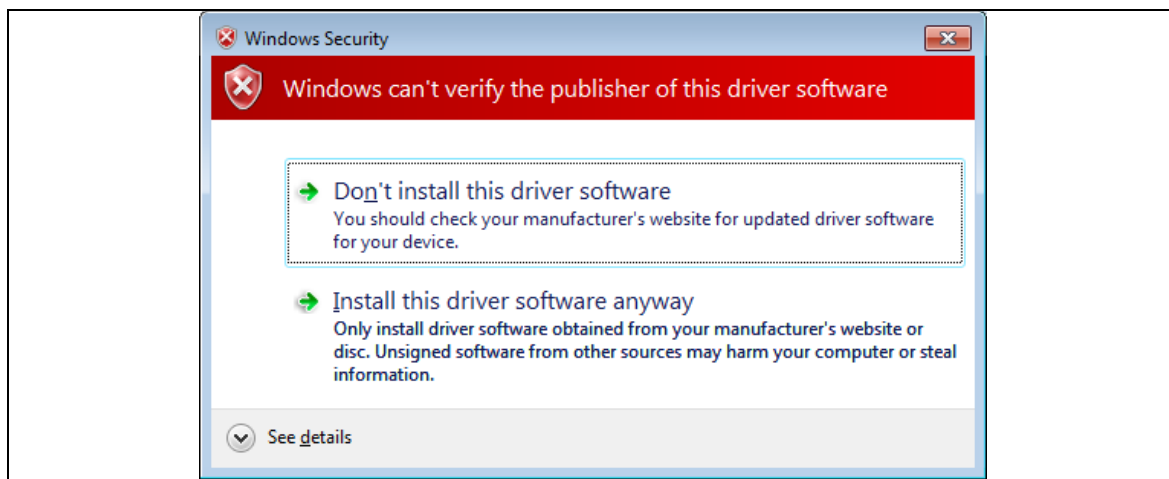 Windows Security
Windows can't verify the publisher of this driver software
Don't install this driver software
You should check your manufacturer's website for updated driver software
for your device.
Install this driver software anyway
Only install driver software obtained from your manufacturer's website or
disc. Unsigned software from other sources may harm your computer or steal
information.
See details